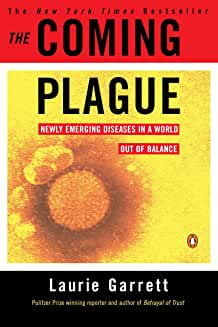 The New York Times Bestseller
THE COMING
PLAGUE
NEWLY EMERGING DISEASES IN A WORLD
OUT OF BALANCE
Laurie Garrett
Pulitzer Prize winning reporter and author of Betrayal of Trust